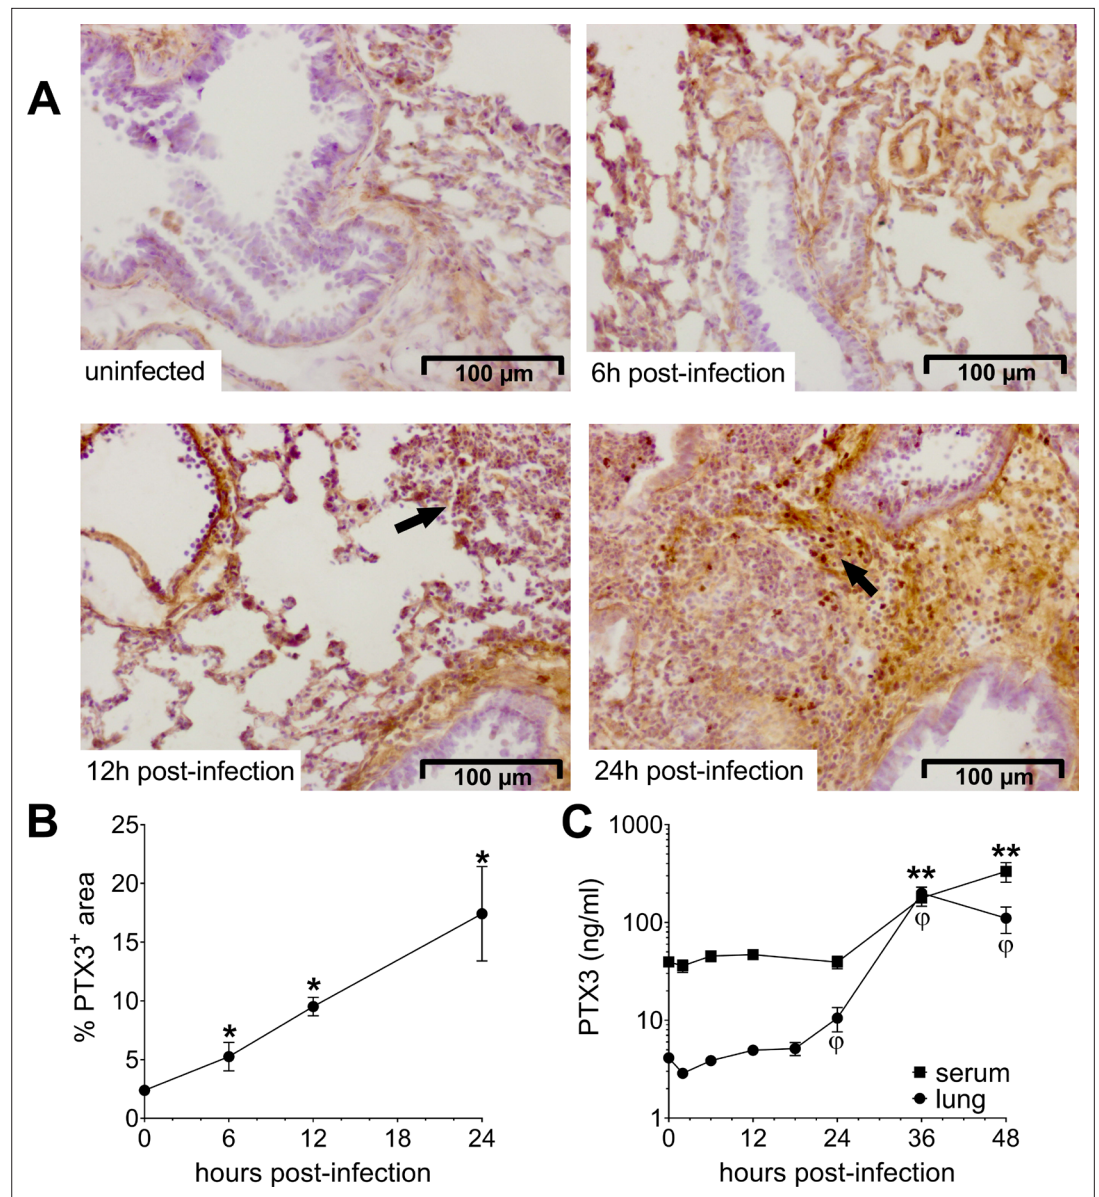 A
uninfected
100 µm
6h post-infection
100 µm
12h post-infection
100 µm
24h post-infection
100 µm
B
25
20
15
10
5
0
% PTX3+ area
*
*
*
0 6 12 18 24
hours post-infection
C
1000
100
10
1
PTX3 (ng/ml)
**
**
φ
φ
φ
serum
lung
0 12 24 36 48
hours post-infection